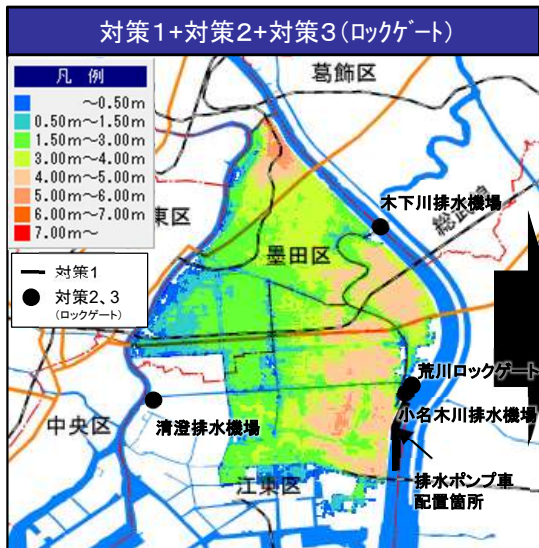 対策1+対策2+対策3(ロックゲート)
凡 例
～0.50m
0.50m～1.50m
1.50m～3.00m
3.00m～4.00m
4.00m～5.00m
5.00m～6.00m
6.00m～7.00m
7.00m～
対策1
対策2、3
(ロックゲート)
葛飾区
東区
総武線
木下川排水機場
墨田区
荒川ロックゲート
小名木川排水機場
中央区
清澄排水機場
江東区
排水ポンプ車
配置箇所